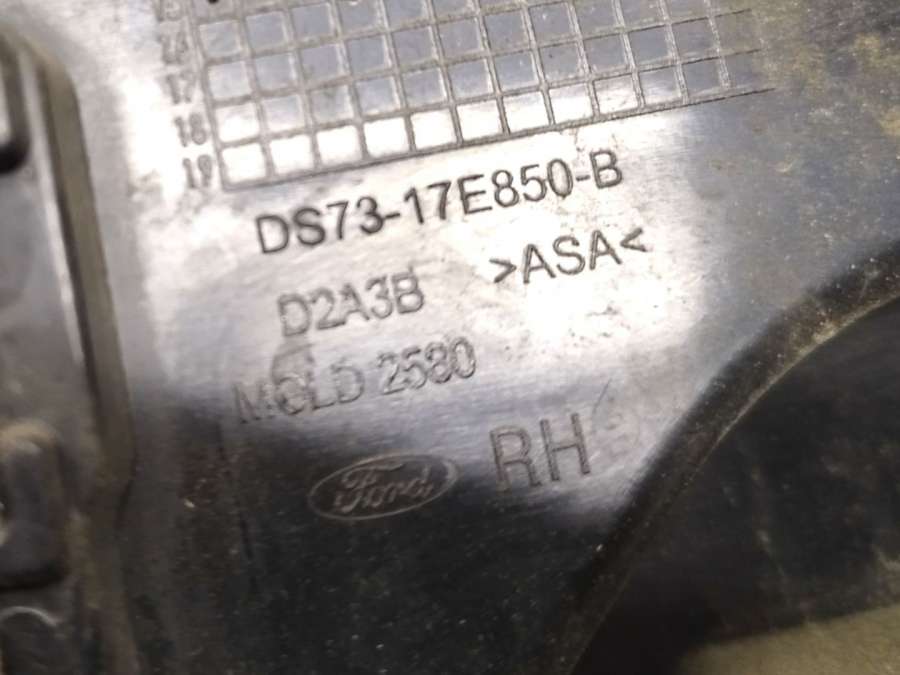 17
18
19
DS73-17E850-B
D2A3B >ASA<
MOLD 2580
Ford RH